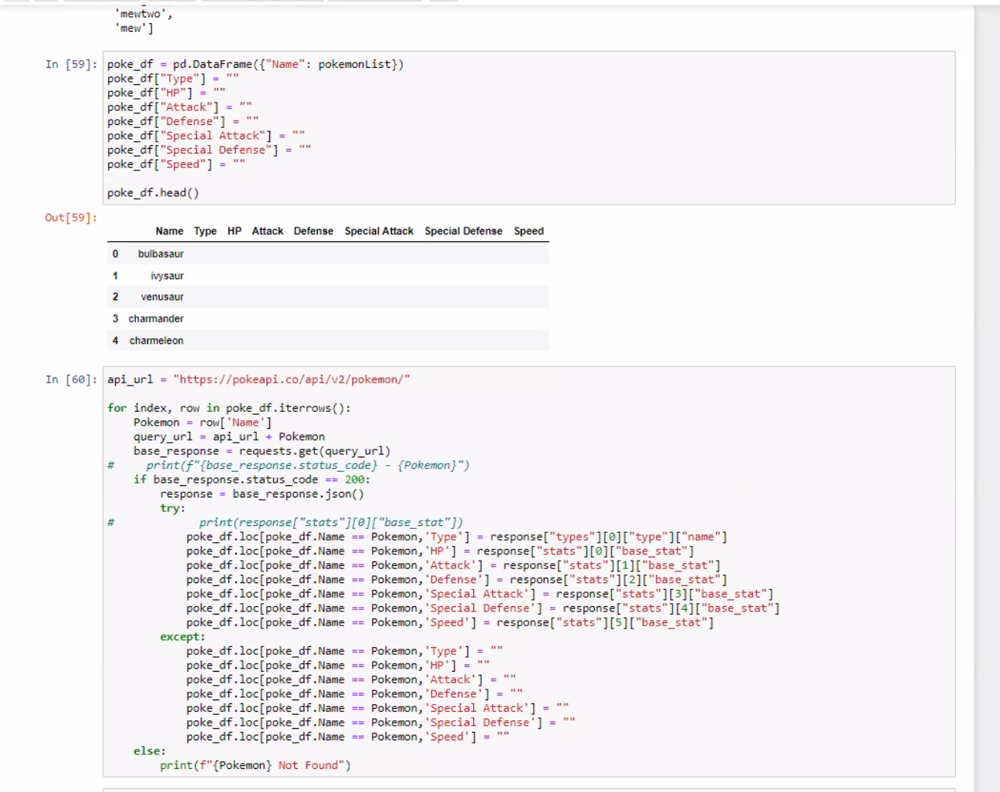 'mewtwo',
'mew']
In [59]: poke_df = pd.DataFrame({"Name": pokemonList})
poke_df["Type"] = ""
poke_df["HP"] = ""
poke_df["Attack"] = ""
poke_df["Defense"] = ""
poke_df["Special Attack"] = ""
poke_df["Special Defense"] = ""
poke_df["Speed"] = ""
poke_df.head()
Out[59]:
Name Type HP Attack Defense Special Attack Special Defense Speed
0 bulbasaur
1 ivysaur
2 venusaur
3 charmander
4 charmeleon
In [60]: api_url = "https://pokeapi.co/api/v2/pokemon/"
for index, row in poke_df.iterrows():
    Pokemon = row['Name']
    query_url = api_url + Pokemon
    base_response = requests.get(query_url)
#     print(f"{base_response.status_code} - {Pokemon}")
    if base_response.status_code == 200:
        response = base_response.json()
        try:
#             print(response["stats"][0]["base_stat"])
            poke_df.loc[poke_df.Name == Pokemon,'Type'] = response["types"][0]["type"]["name"]
            poke_df.loc[poke_df.Name == Pokemon,'HP'] = response["stats"][0]["base_stat"]
            poke_df.loc[poke_df.Name == Pokemon,'Attack'] = response["stats"][1]["base_stat"]
            poke_df.loc[poke_df.Name == Pokemon,'Defense'] = response["stats"][2]["base_stat"]
            poke_df.loc[poke_df.Name == Pokemon,'Special Attack'] = response["stats"][3]["base_stat"]
            poke_df.loc[poke_df.Name == Pokemon,'Special Defense'] = response["stats"][4]["base_stat"]
            poke_df.loc[poke_df.Name == Pokemon,'Speed'] = response["stats"][5]["base_stat"]
        except:
            poke_df.loc[poke_df.Name == Pokemon,'Type'] = ""
            poke_df.loc[poke_df.Name == Pokemon,'HP'] = ""
            poke_df.loc[poke_df.Name == Pokemon,'Attack'] = ""
            poke_df.loc[poke_df.Name == Pokemon,'Defense'] = ""
            poke_df.loc[poke_df.Name == Pokemon,'Special Attack'] = ""
            poke_df.loc[poke_df.Name == Pokemon,'Special Defense'] = ""
            poke_df.loc[poke_df.Name == Pokemon,'Speed'] = ""
    else:
        print(f"{Pokemon} Not Found")